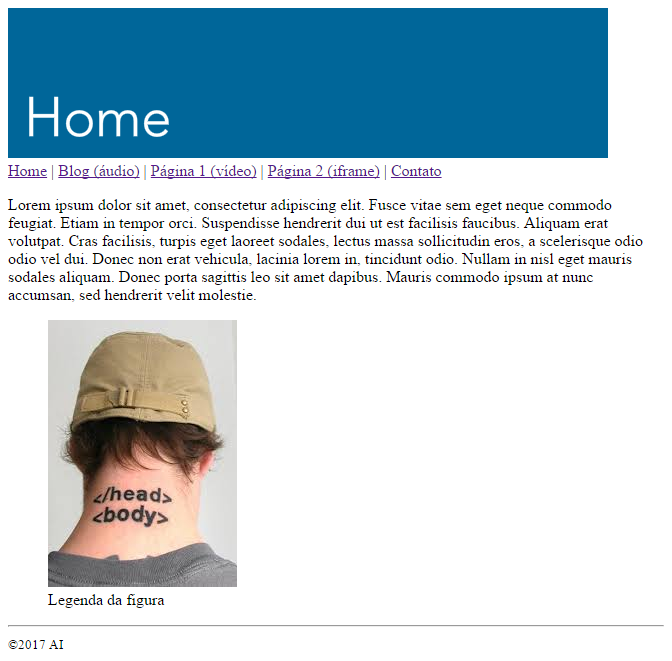 Home
Home | Blog (áudio) | Página 1 (vídeo) | Página 2 (iframe) | Contato
Lorem ipsum dolor sit amet, consectetur adipiscing elit. Fusce vitae sem eget neque commodo
feugiat. Etiam in tempor orci. Suspendisse hendrerit dui ut est facilisis faucibus. Aliquam erat
volutpat. Cras facilisis, turpis eget laoreet sodales, lectus massa sollicitudin eros, a scelerisque odio
odio vel dui. Donec non erat vehicula, lacinia lorem in, tincidunt odio. Nullam in nisl eget mauris
sodales aliquam. Donec porta sagittis leo sit amet dapibus. Mauris commodo ipsum at nunc
accumsan, sed hendrerit velit molestie.
</head>
<body>
Legenda da figura
©2017 AI